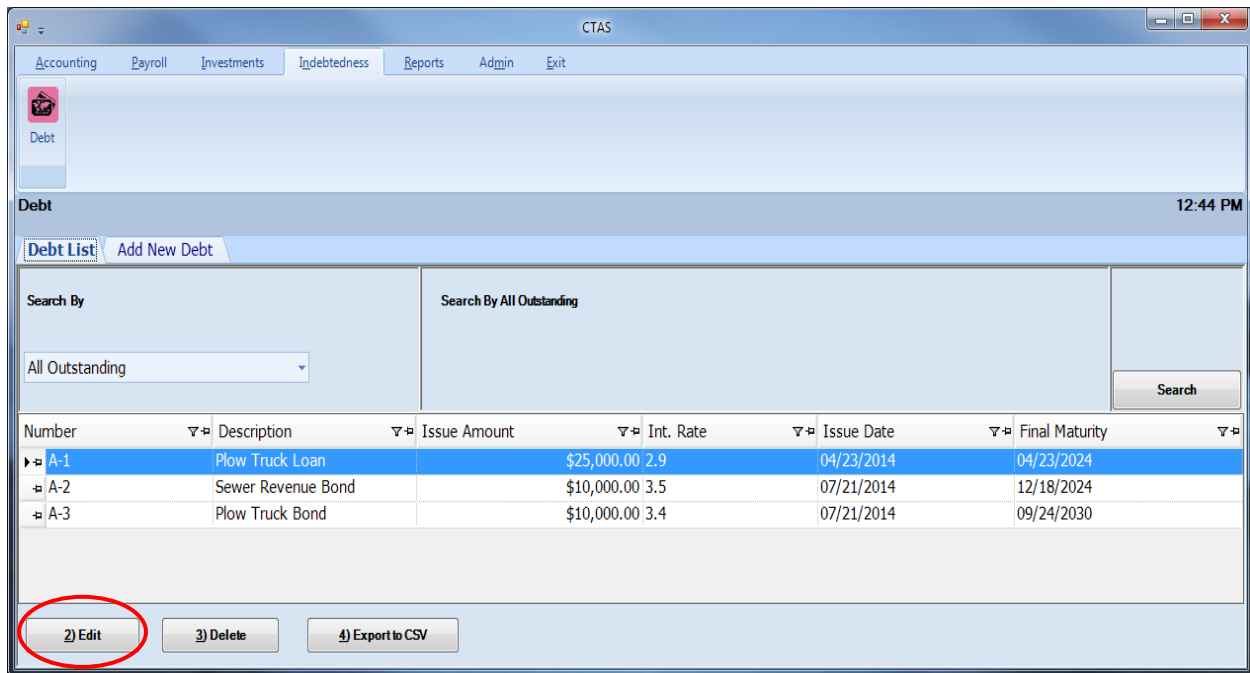 CTAS
Accounting Payroll Investments Indebtedness Reports Admin Exit
Debt
Debt 12:44 PM
Debt List Add New Debt
Search By Search By All Outstanding
All Outstanding
Search
Number Description Issue Amount Int. Rate Issue Date Final Maturity
A-1 Plow Truck Loan $25,000.00 2.9 04/23/2014 04/23/2024
A-2 Sewer Revenue Bond $10,000.00 3.5 07/21/2014 12/18/2024
A-3 Plow Truck Bond $10,000.00 3.4 07/21/2014 09/24/2030
2) Edit 3) Delete 4) Export to CSV